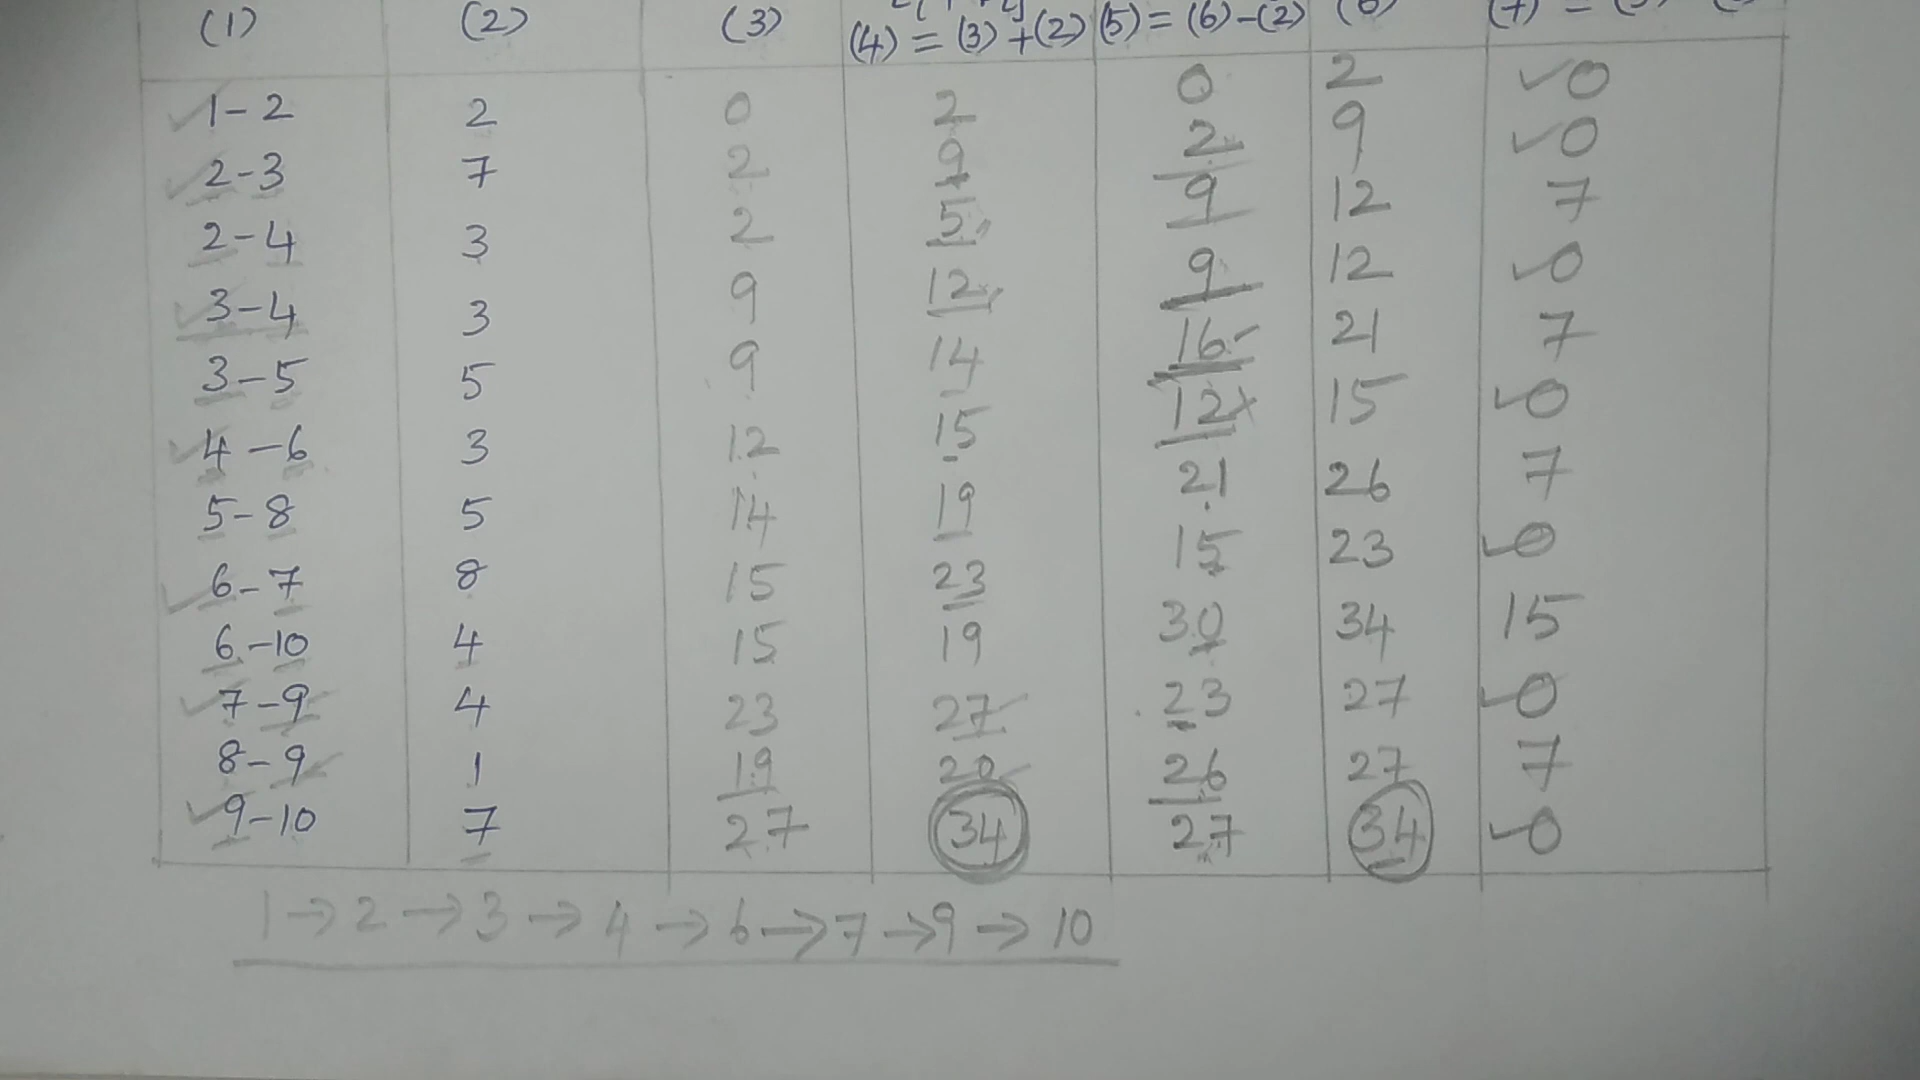 (1) (2) (3) (4) = (3) + (2) (5) = (6) - (2) (6) (7) =
1-2 2 0 2 0 2 ✓0
2-3 7 2 9 2 9 ✓0
2-4 3 2 5 9 12 7
3-4 3 9 12 9 12 ✓0
3-5 5 9 14 16 21 7
4-6 3 12 15 12 15 ✓0
5-8 5 14 19 21 26 7
6-7 8 15 23 15 23 ✓0
6-10 4 15 19 30 34 15
7-9 4 23 27 23 27 ✓0
8-9 1 19 20 26 27 7
9-10 7 27 34 27 34 ✓0
1→2→3→4→6→7→9→10